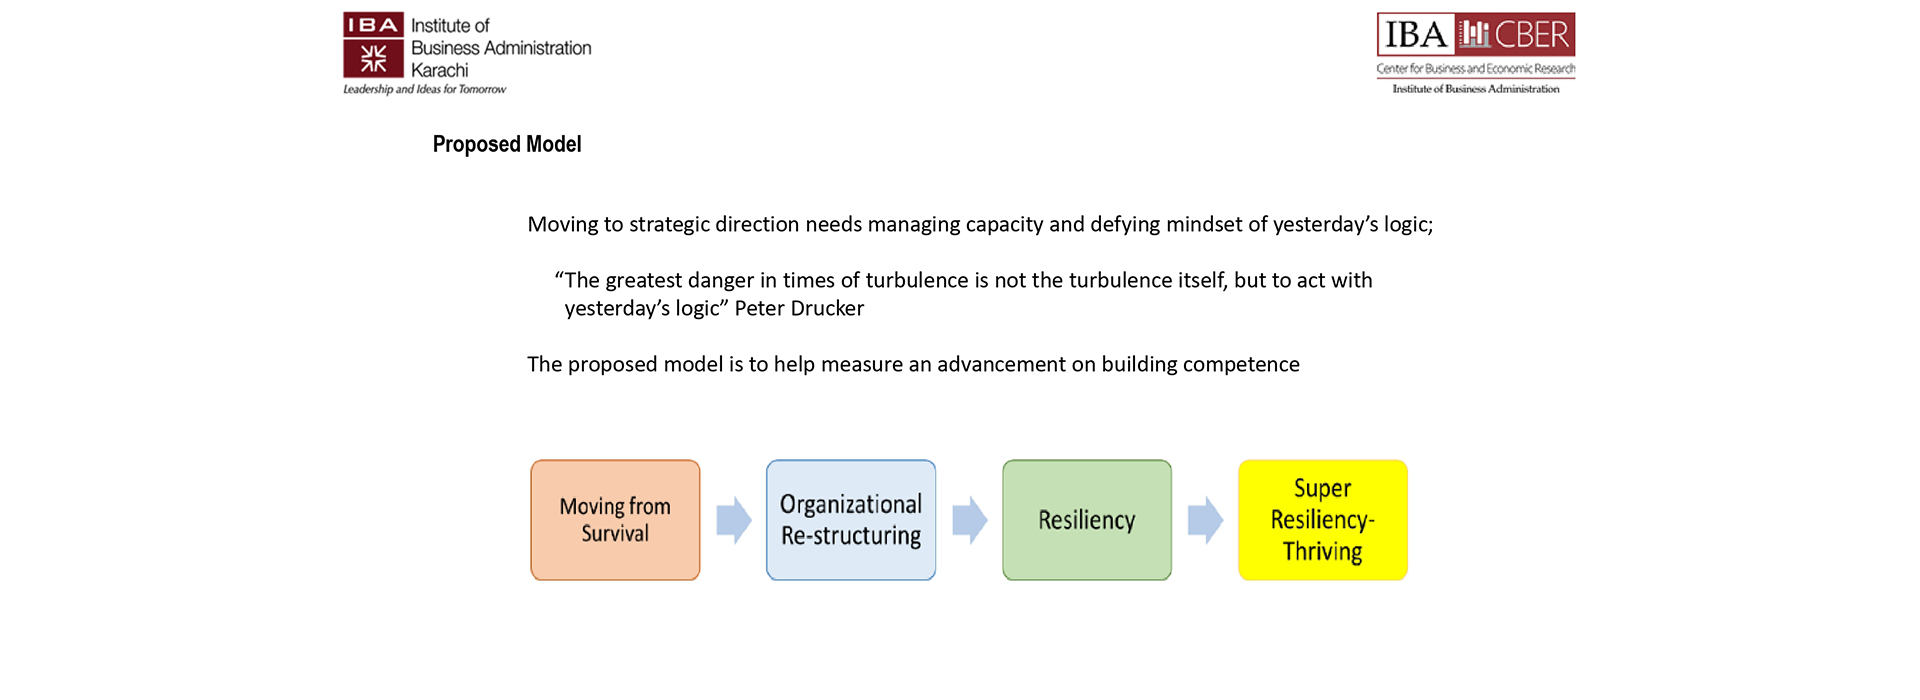 IBA
Institute of
Business Administration
Karachi
Leadership and Ideas for Tomorrow
IBA CBER
Center for Business and Economic Research
Institute of Business Administration
Proposed Model
Moving to strategic direction needs managing capacity and defying mindset of yesterday’s logic;
“The greatest danger in times of turbulence is not the turbulence itself, but to act with
yesterday’s logic” Peter Drucker
The proposed model is to help measure an advancement on building competence
Moving from
Survival
Organizational
Re-structuring
Resiliency
Super
Resiliency-
Thriving